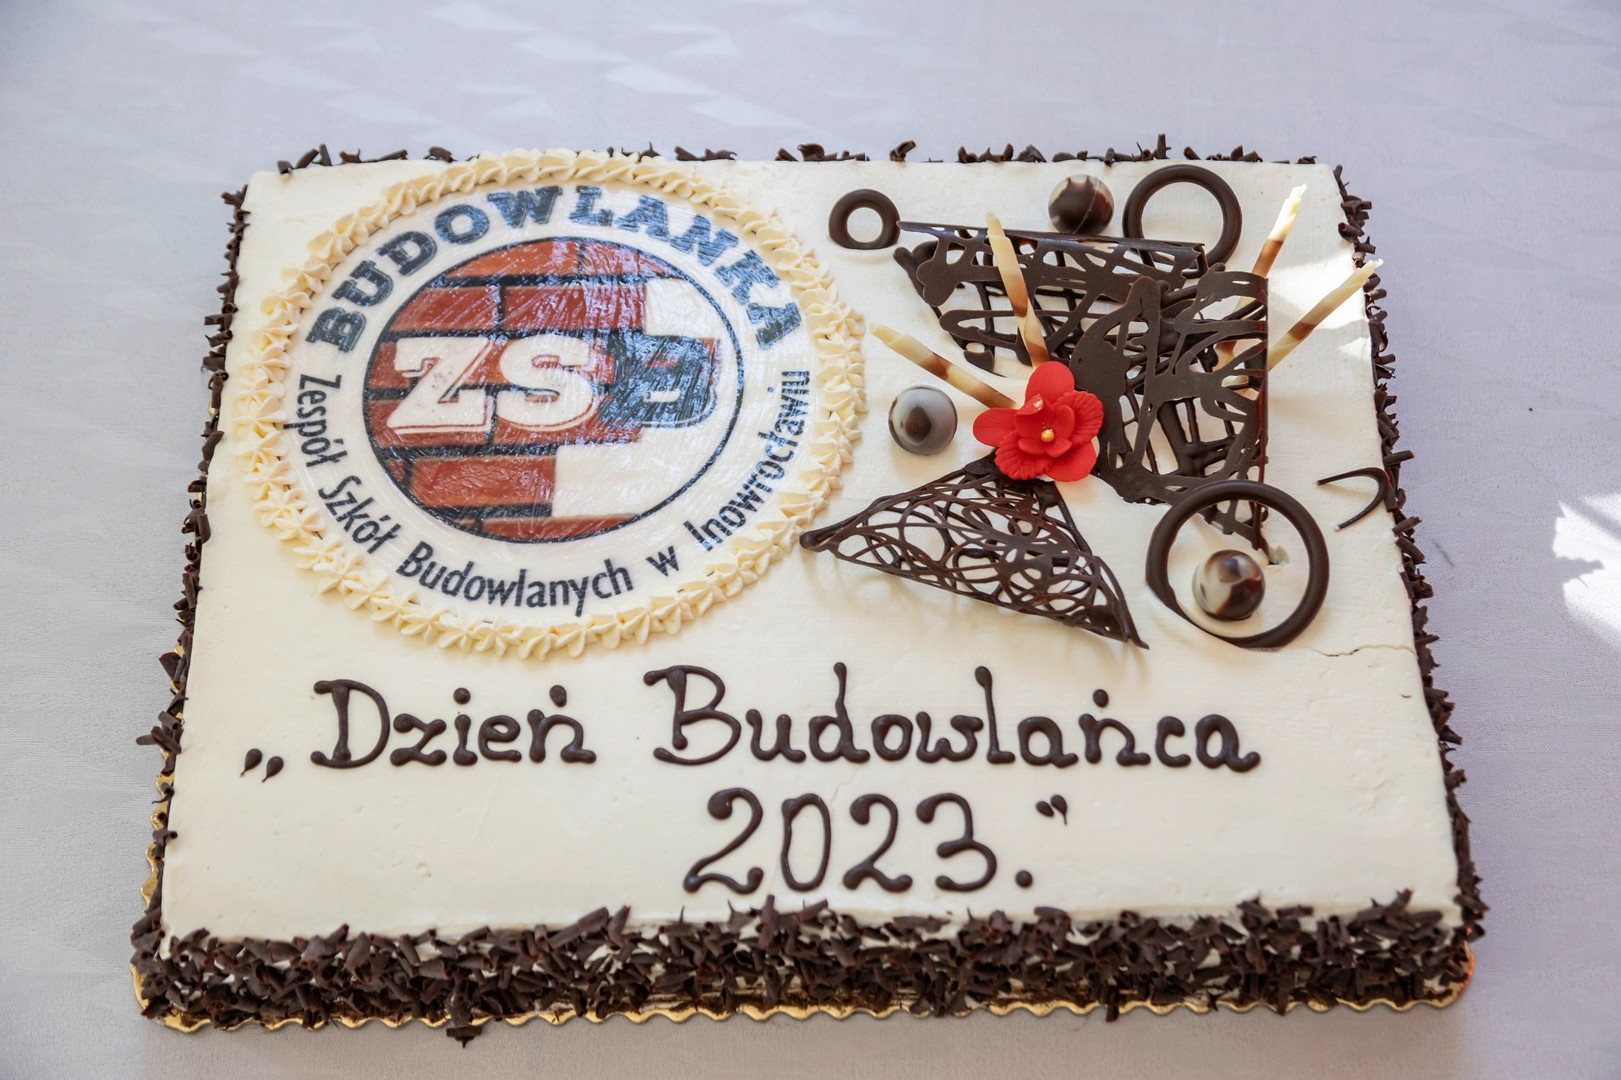 BUDOWLANKA
ZSB
Zespół Szkół Budowlanych w Inowrocławiu
„Dzień Budowlańca
2023.”